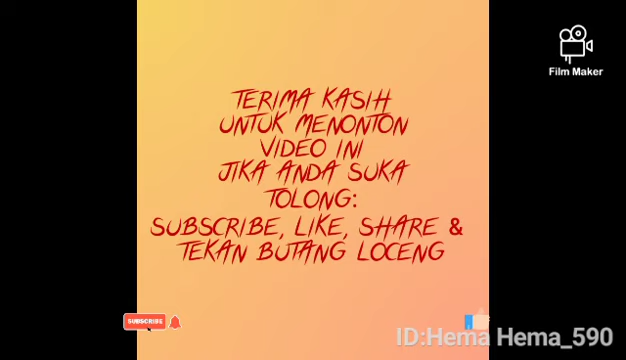 Film Maker
TERIMA KASIH
UNTUK MENONTON
VIDEO INI
JIKA ANDA SUKA
TOLONG:
SUBSCRIBE, LIKE, SHARE &
TEKAN BUTANG LOCENG
SUBSCRIBE
ID:Hema Hema_590